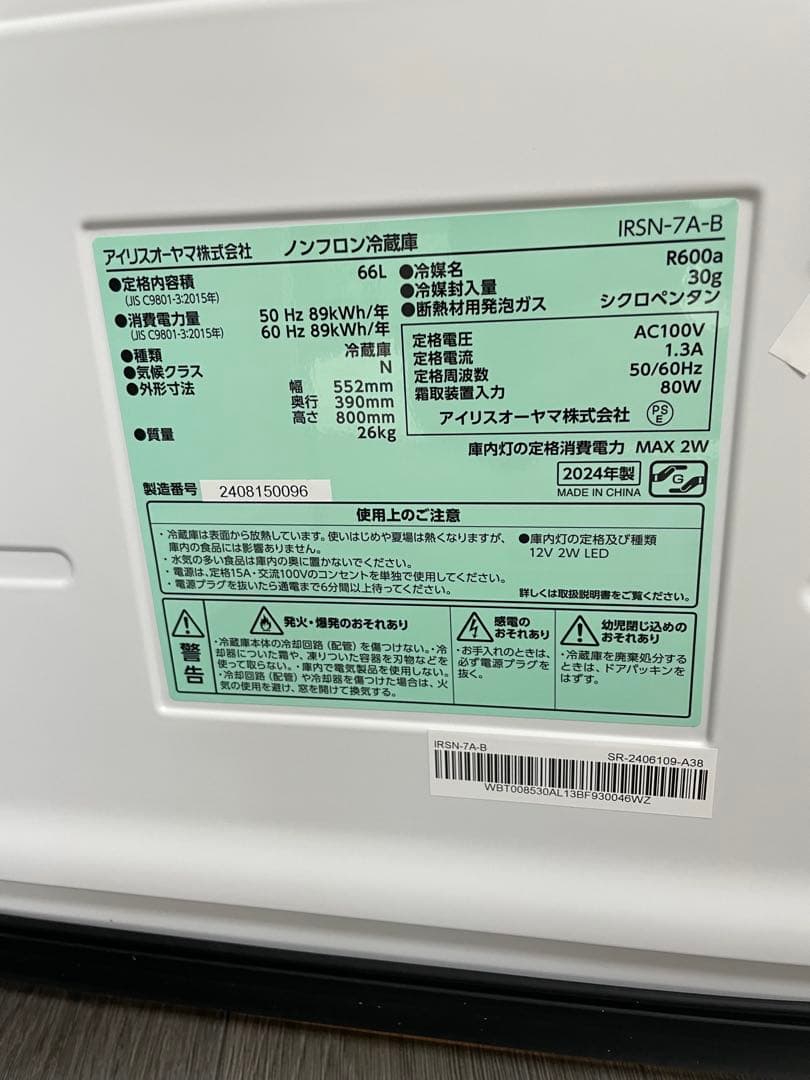 アイリスオーヤマ株式会社 ノンフロン冷蔵庫 IRSN-7A-B
●定格内容積 66L
(JIS C9801-3:2015年)
●消費電力量 50 Hz 89kWh/年
(JIS C9801-3:2015年) 60 Hz 89kWh/年
●種類 冷蔵庫
●気候クラス N
●外形寸法 幅 552mm
奥行 390mm
高さ 800mm
●質量 26kg
●冷媒名 R600a
●冷媒封入量 30g
●断熱材用発泡ガス シクロペンタン
定格電圧 AC100V
定格電流 1.3A
定格周波数 50/60Hz
霜取装置入力 80W
アイリスオーヤマ株式会社 PSE
庫内灯の定格消費電力 MAX 2W
2024年製
MADE IN CHINA
G
製造番号 2408150096
使用上のご注意
・冷蔵庫は表面から放熱しています。使いはじめや夏場は熱くなりますが、
庫内の食品には影響ありません。
・水気の多い食品は庫内の奥に置かないでください。
・電源は、定格15A・交流100Vのコンセントを単独で使用してください。
・電源プラグを抜いたら通電まで6分間以上待ってください。
●庫内灯の定格及び種類
12V 2W LED
詳しくは取扱説明書をご覧ください。
警告
発火・爆発のおそれあり
・冷蔵庫本体の冷却回路（配管）を傷つけない。・冷
却器についた霜や、凍りついた容器を刃物などを
使って取らない。・庫内で電気製品を使用しない。
・冷却回路（配管）や冷却器を傷つけた場合は、火
気の使用を避け、窓を開けて換気する。
感電の
おそれあり
・お手入れのときは、
必ず電源プラグを
抜く。
幼児閉じ込めの
おそれあり
・冷蔵庫を廃棄処分する
ときは、ドアパッキンを
はずす。
IRSN-7A-B SR-2406109-A38
WBT008530AL13BF930046WZ